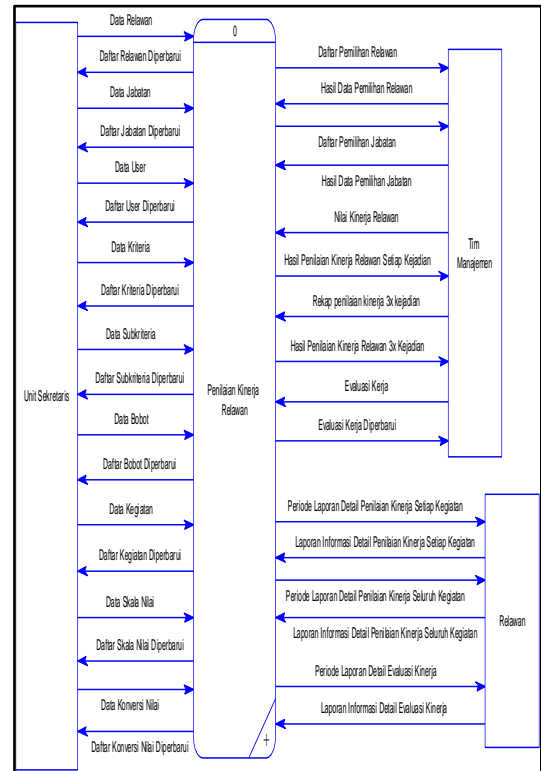 Data Relawan
Daftar Relawan Diperbarui
Data Jabatan
Daftar Jabatan Diperbarui
Data User
Daftar User Diperbarui
Data Kriteria
Daftar Kriteria Diperbarui
Data Subkriteria
Daftar Subkriteria Diperbarui
Data Bobot
Daftar Bobot Diperbarui
Data Kegiatan
Daftar Kegiatan Diperbarui
Data Skala Nilai
Daftar Skala Nilai Diperbarui
Data Konversi Nilai
Daftar Konversi Nilai Diperbarui
Unit Sekretaris
0
Penilaian Kinerja
Relawan
+
Daftar Pemilihan Relawan
Hasil Data Pemilihan Relawan
Daftar Pemilihan Jabatan
Hasil Data Pemilihan Jabatan
Nilai Kinerja Relawan
Hasil Penilaian Kinerja Relawan Setiap Kejadian
Rekap penilaian kinerja 3x kejadian
Hasil Penilaian Kinerja Relawan 3x Kejadian
Evaluasi Kerja
Evaluasi Kerja Diperbarui
Tim
Manajemen
Periode Laporan Detail Penilaian Kinerja Setiap Kegiatan
Laporan Informasi Detail Penilaian Kinerja Setiap Kegiatan
Periode Laporan Detail Penilaian Kinerja Seluruh Kegiatan
Laporan Informasi Detail Penilaian Kinerja Seluruh Kegiatan
Periode Laporan Detail Evaluasi Kinerja
Laporan Informasi Detail Evaluasi Kinerja
Relawan